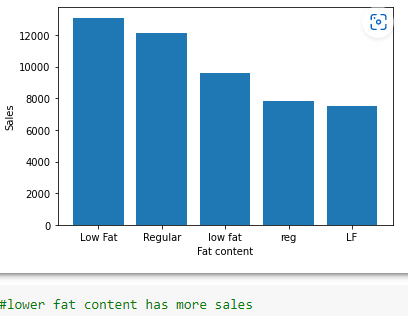 12000
10000
8000
6000
4000
2000
0
Sales
Low Fat Regular low fat reg LF
Fat content
#lower fat content has more sales